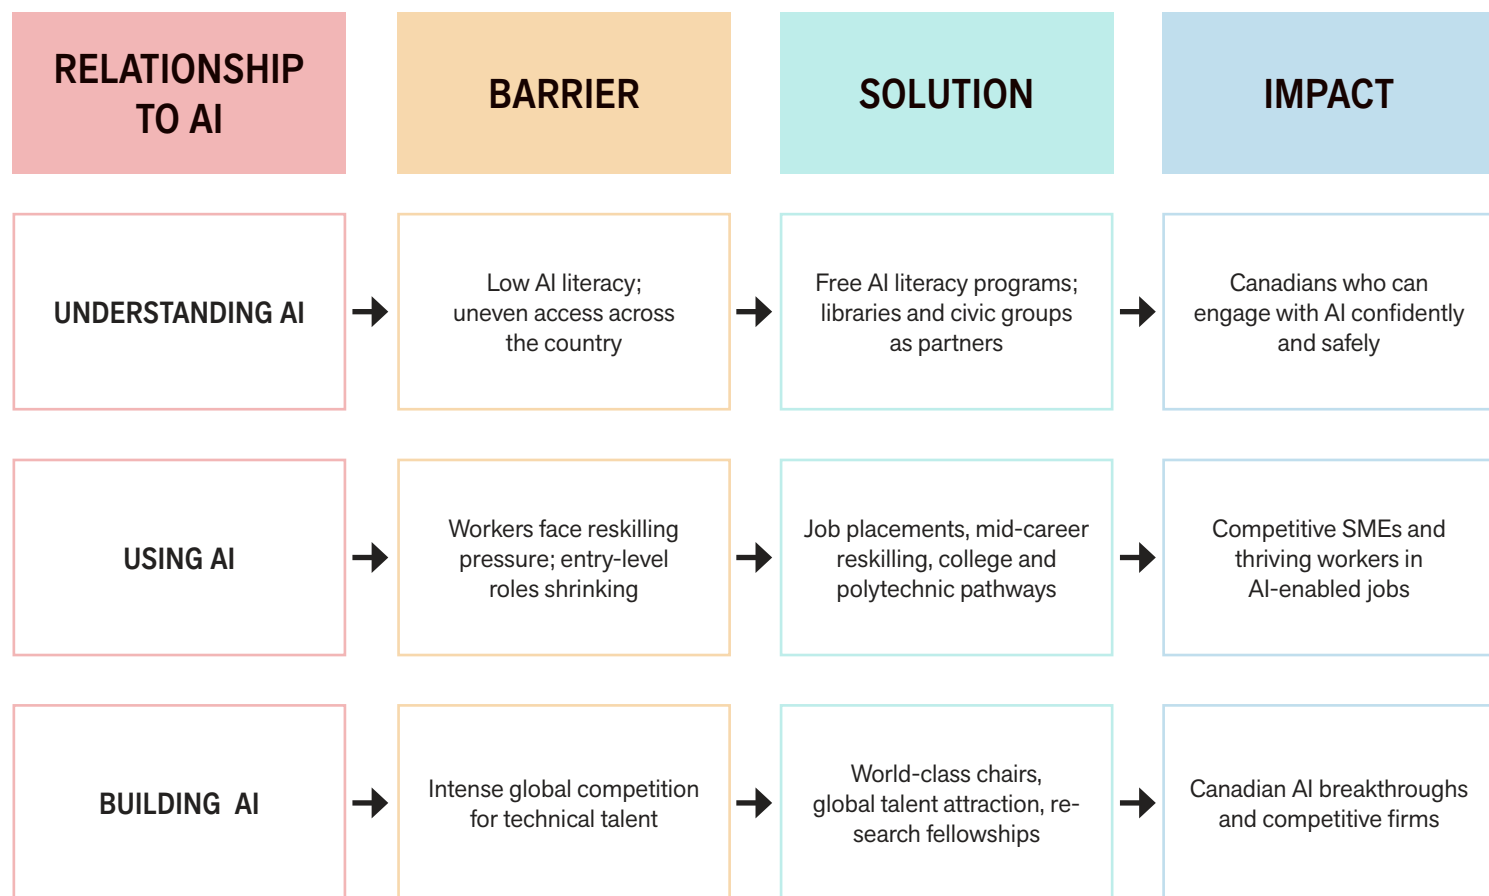 RELATIONSHIP
TO AI
BARRIER
SOLUTION
IMPACT
UNDERSTANDING AI
Low AI literacy;
uneven access across
the country
Free AI literacy programs;
libraries and civic groups
as partners
Canadians who can
engage with AI confidently
and safely
USING AI
Workers face reskilling
pressure; entry-level
roles shrinking
Job placements, mid-career
reskilling, college and
polytechnic pathways
Competitive SMEs and
thriving workers in
AI-enabled jobs
BUILDING AI
Intense global competition
for technical talent
World-class chairs,
global talent attraction, re-
search fellowships
Canadian AI breakthroughs
and competitive firms